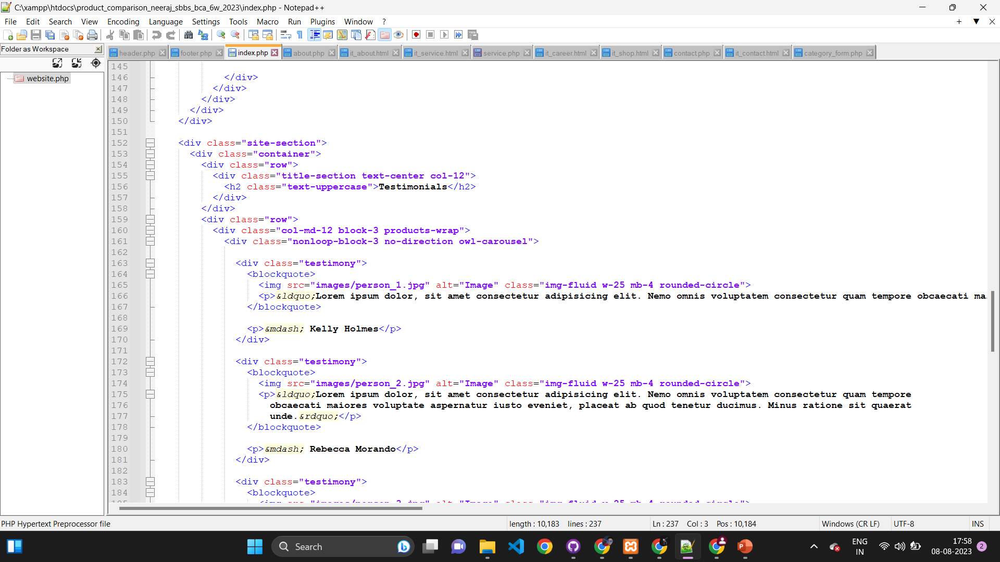 C:\xampp\htdocs\product_comparison_neeraj_sbbs_bca_6w_2023\index.php - Notepad++
File Edit Search View Encoding Language Settings Tools Macro Run Plugins Window ?
Folder as Workspace
header.php footer.php index.php about.php it_about.html it_service.html service.php it_career.html it_shop.html contact.php it_contact.html category_form.php
website.php
145
146 </div>
147 </div>
148 </div>
149 </div>
150 </div>
151
152 <div class="site-section">
153 <div class="container">
154 <div class="row">
155 <div class="title-section text-center col-12">
156 <h2 class="text-uppercase">Testimonials</h2>
157 </div>
158 </div>
159 <div class="row">
160 <div class="col-md-12 block-3 products-wrap">
161 <div class="nonloop-block-3 no-direction owl-carousel">
162
163 <div class="testimony">
164 <blockquote>
165 <img src="images/person_1.jpg" alt="Image" class="img-fluid w-25 mb-4 rounded-circle">
166 <p>&ldquo;Lorem ipsum dolor, sit amet consectetur adipisicing elit. Nemo omnis voluptatem consectetur quam tempore obcaecati ma
167 </blockquote>
168
169 <p>&mdash; Kelly Holmes</p>
170 </div>
171
172 <div class="testimony">
173 <blockquote>
174 <img src="images/person_2.jpg" alt="Image" class="img-fluid w-25 mb-4 rounded-circle">
175 <p>&ldquo;Lorem ipsum dolor, sit amet consectetur adipisicing elit. Nemo omnis voluptatem consectetur quam tempore
176 obcaecati maiores voluptate aspernatur iusto eveniet, placeat ab quod tenetur ducimus. Minus ratione sit quaerat
177 unde.&rdquo;</p>
178 </blockquote>
179
180 <p>&mdash; Rebecca Morando</p>
181 </div>
182
183 <div class="testimony">
184 <blockquote>
PHP Hypertext Preprocessor file length : 10,183 lines : 237 Ln : 237 Col : 3 Pos : 10,184 Windows (CR LF) UTF-8 INS
Search
ENG
IN
17:58
08-08-2023
2